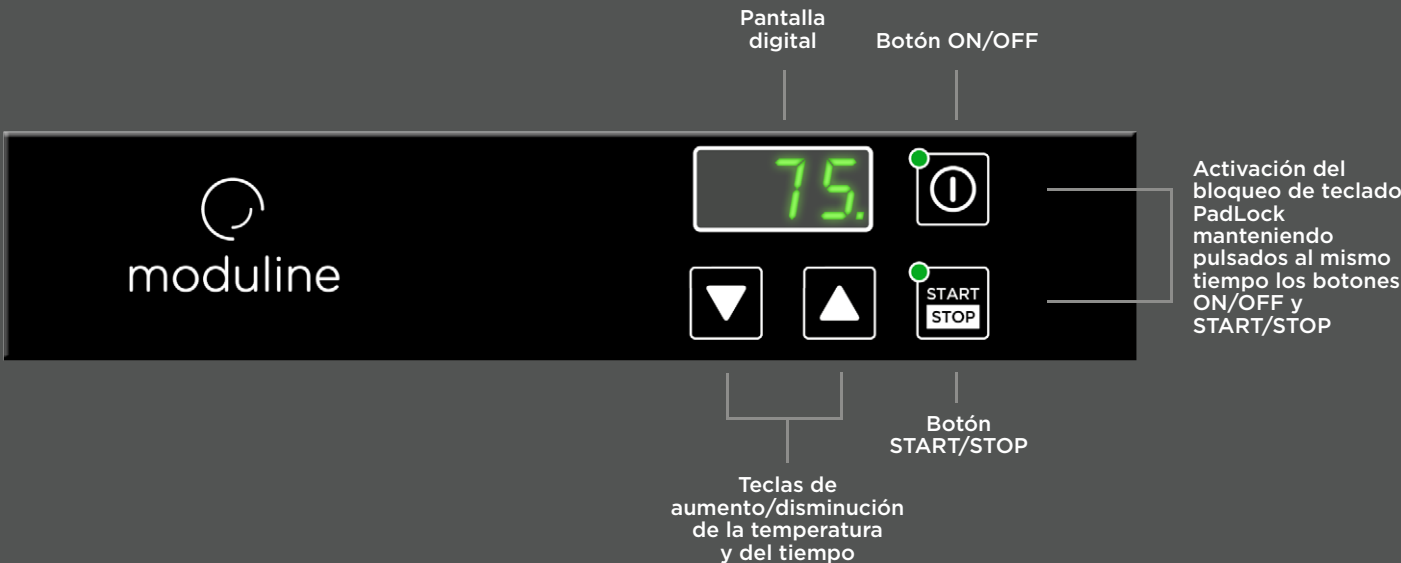 Pantalla
digital
Botón ON/OFF
75.
moduline
START
STOP
Activación del
bloqueo de teclado
PadLock
manteniendo
pulsados al mismo
tiempo los botones
ON/OFF y
START/STOP
Botón
START/STOP
Teclas de
aumento/disminución
de la temperatura
y del tiempo